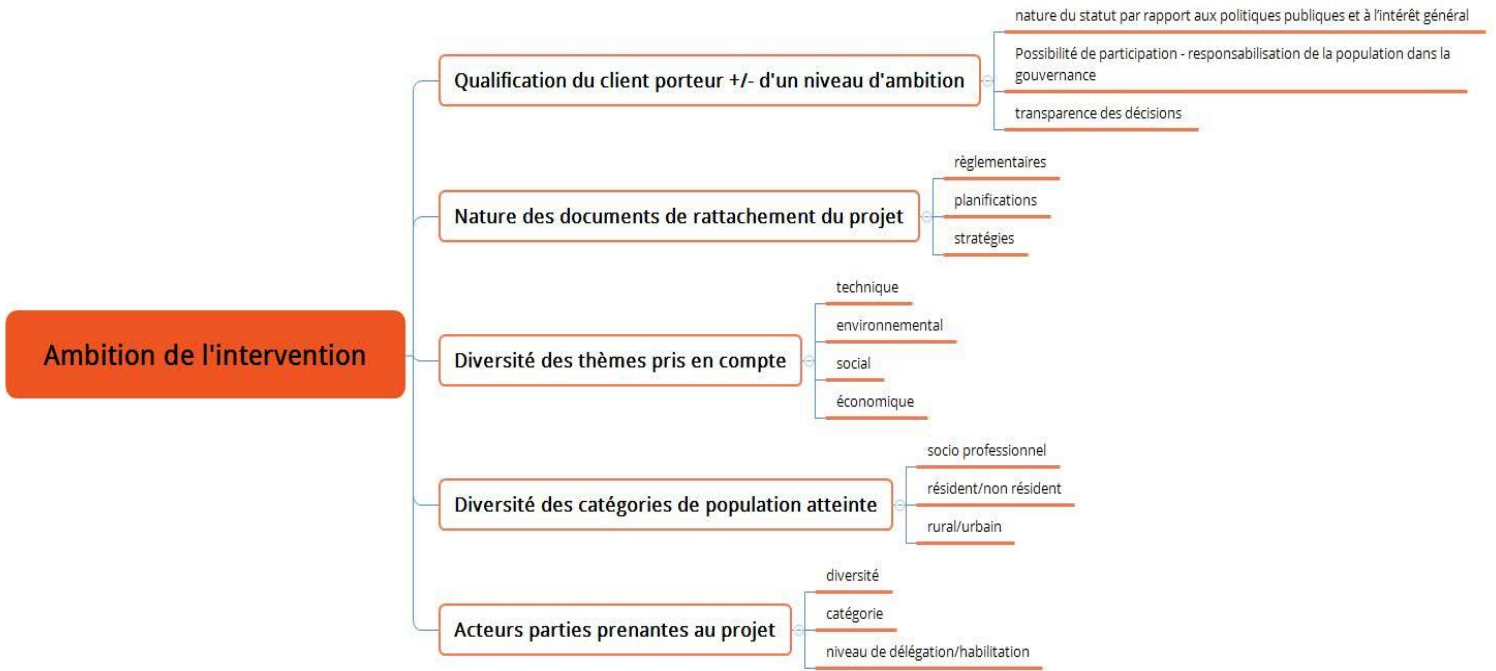 Ambition de l'intervention
Qualification du client porteur +/- d'un niveau d'ambition
nature du statut par rapport aux politiques publiques et à l'intérêt général
Possibilité de participation - responsabilisation de la population dans la
gouvernance
transparence des décisions
Nature des documents de rattachement du projet
règlementaires
planifications
stratégies
Diversité des thèmes pris en compte
technique
environnemental
social
économique
Diversité des catégories de population atteinte
socio professionnel
résident/non résident
rural/urbain
Acteurs parties prenantes au projet
diversité
catégorie
niveau de délégation/habilitation